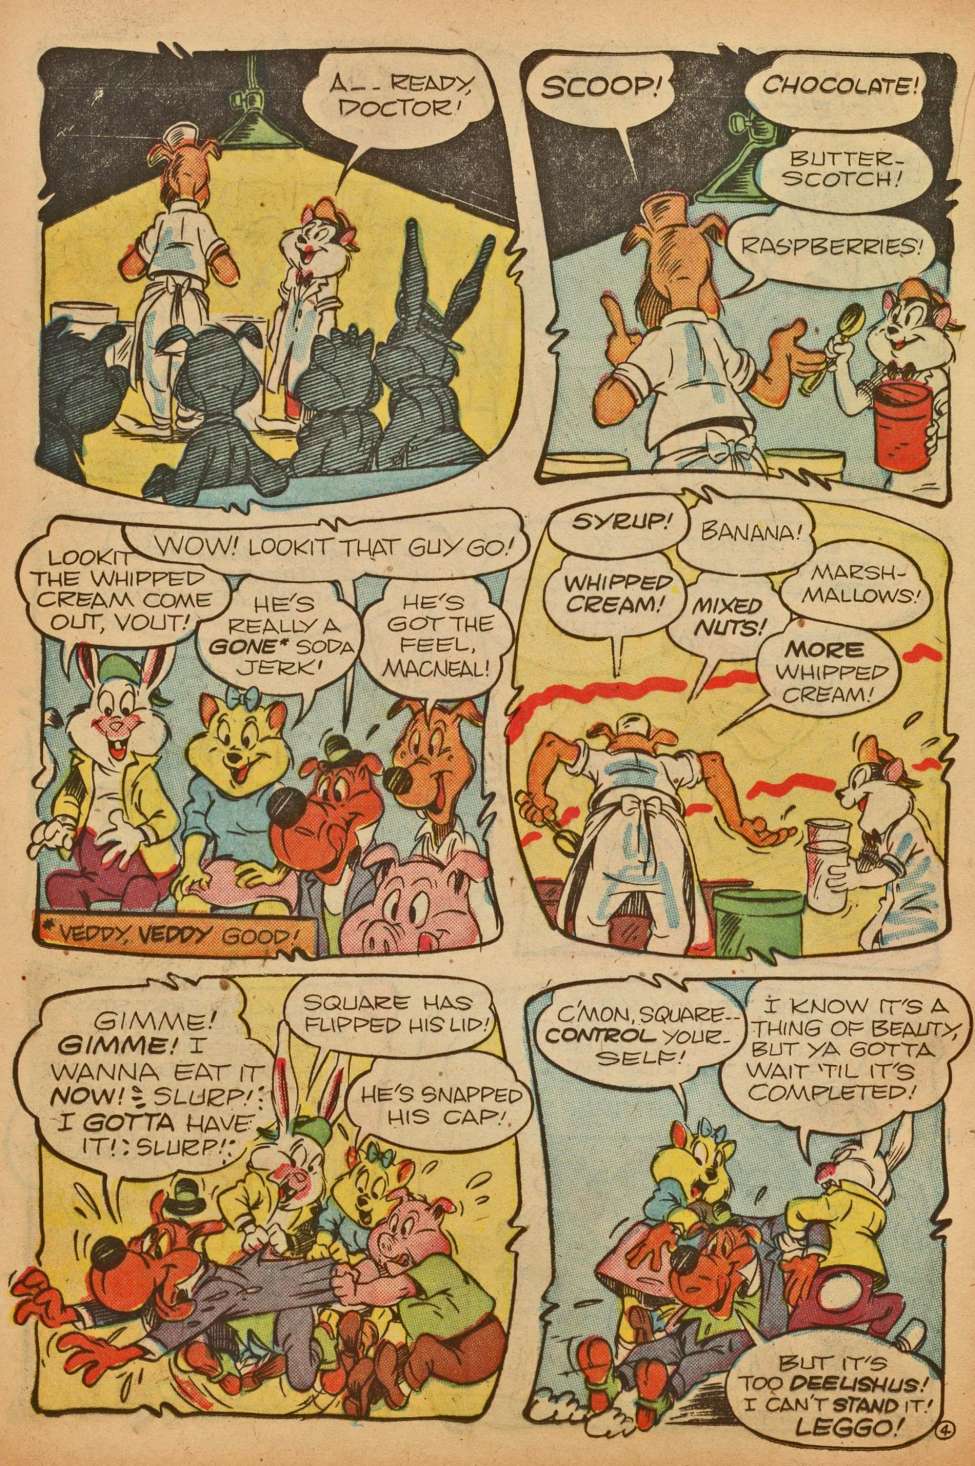 A-- READY,
DOCTOR!
SCOOP!
CHOCOLATE!
BUTTER-
SCOTCH!
RASPBERRIES!
LOOKIT
THE WHIPPED
CREAM COME
OUT, VOUT!
WOW! LOOKIT THAT GUY GO!
HE'S
REALLY A
GONE* SODA
JERK!
HE'S
GOT THE
FEEL,
MACNEAL!
* VEDDY, VEDDY GOOD!
SYRUP!
BANANA!
WHIPPED
CREAM!
MIXED
NUTS!
MARSH-
MALLOWS!
MORE
WHIPPED
CREAM!
GIMME!
GIMME! I
WANNA EAT IT
NOW! SLURP!
I GOTTA HAVE
IT! SLURP!
SQUARE HAS
FLIPPED HIS LID!
HE'S SNAPPED
HIS CAP!
C'MON, SQUARE--
CONTROL YOUR-
SELF!
I KNOW IT'S A
THING OF BEAUTY,
BUT YA GOTTA
WAIT 'TIL IT'S
COMPLETED!
BUT IT'S
TOO DEELISHUS!
I CAN'T STAND IT!
LEGGO!
4